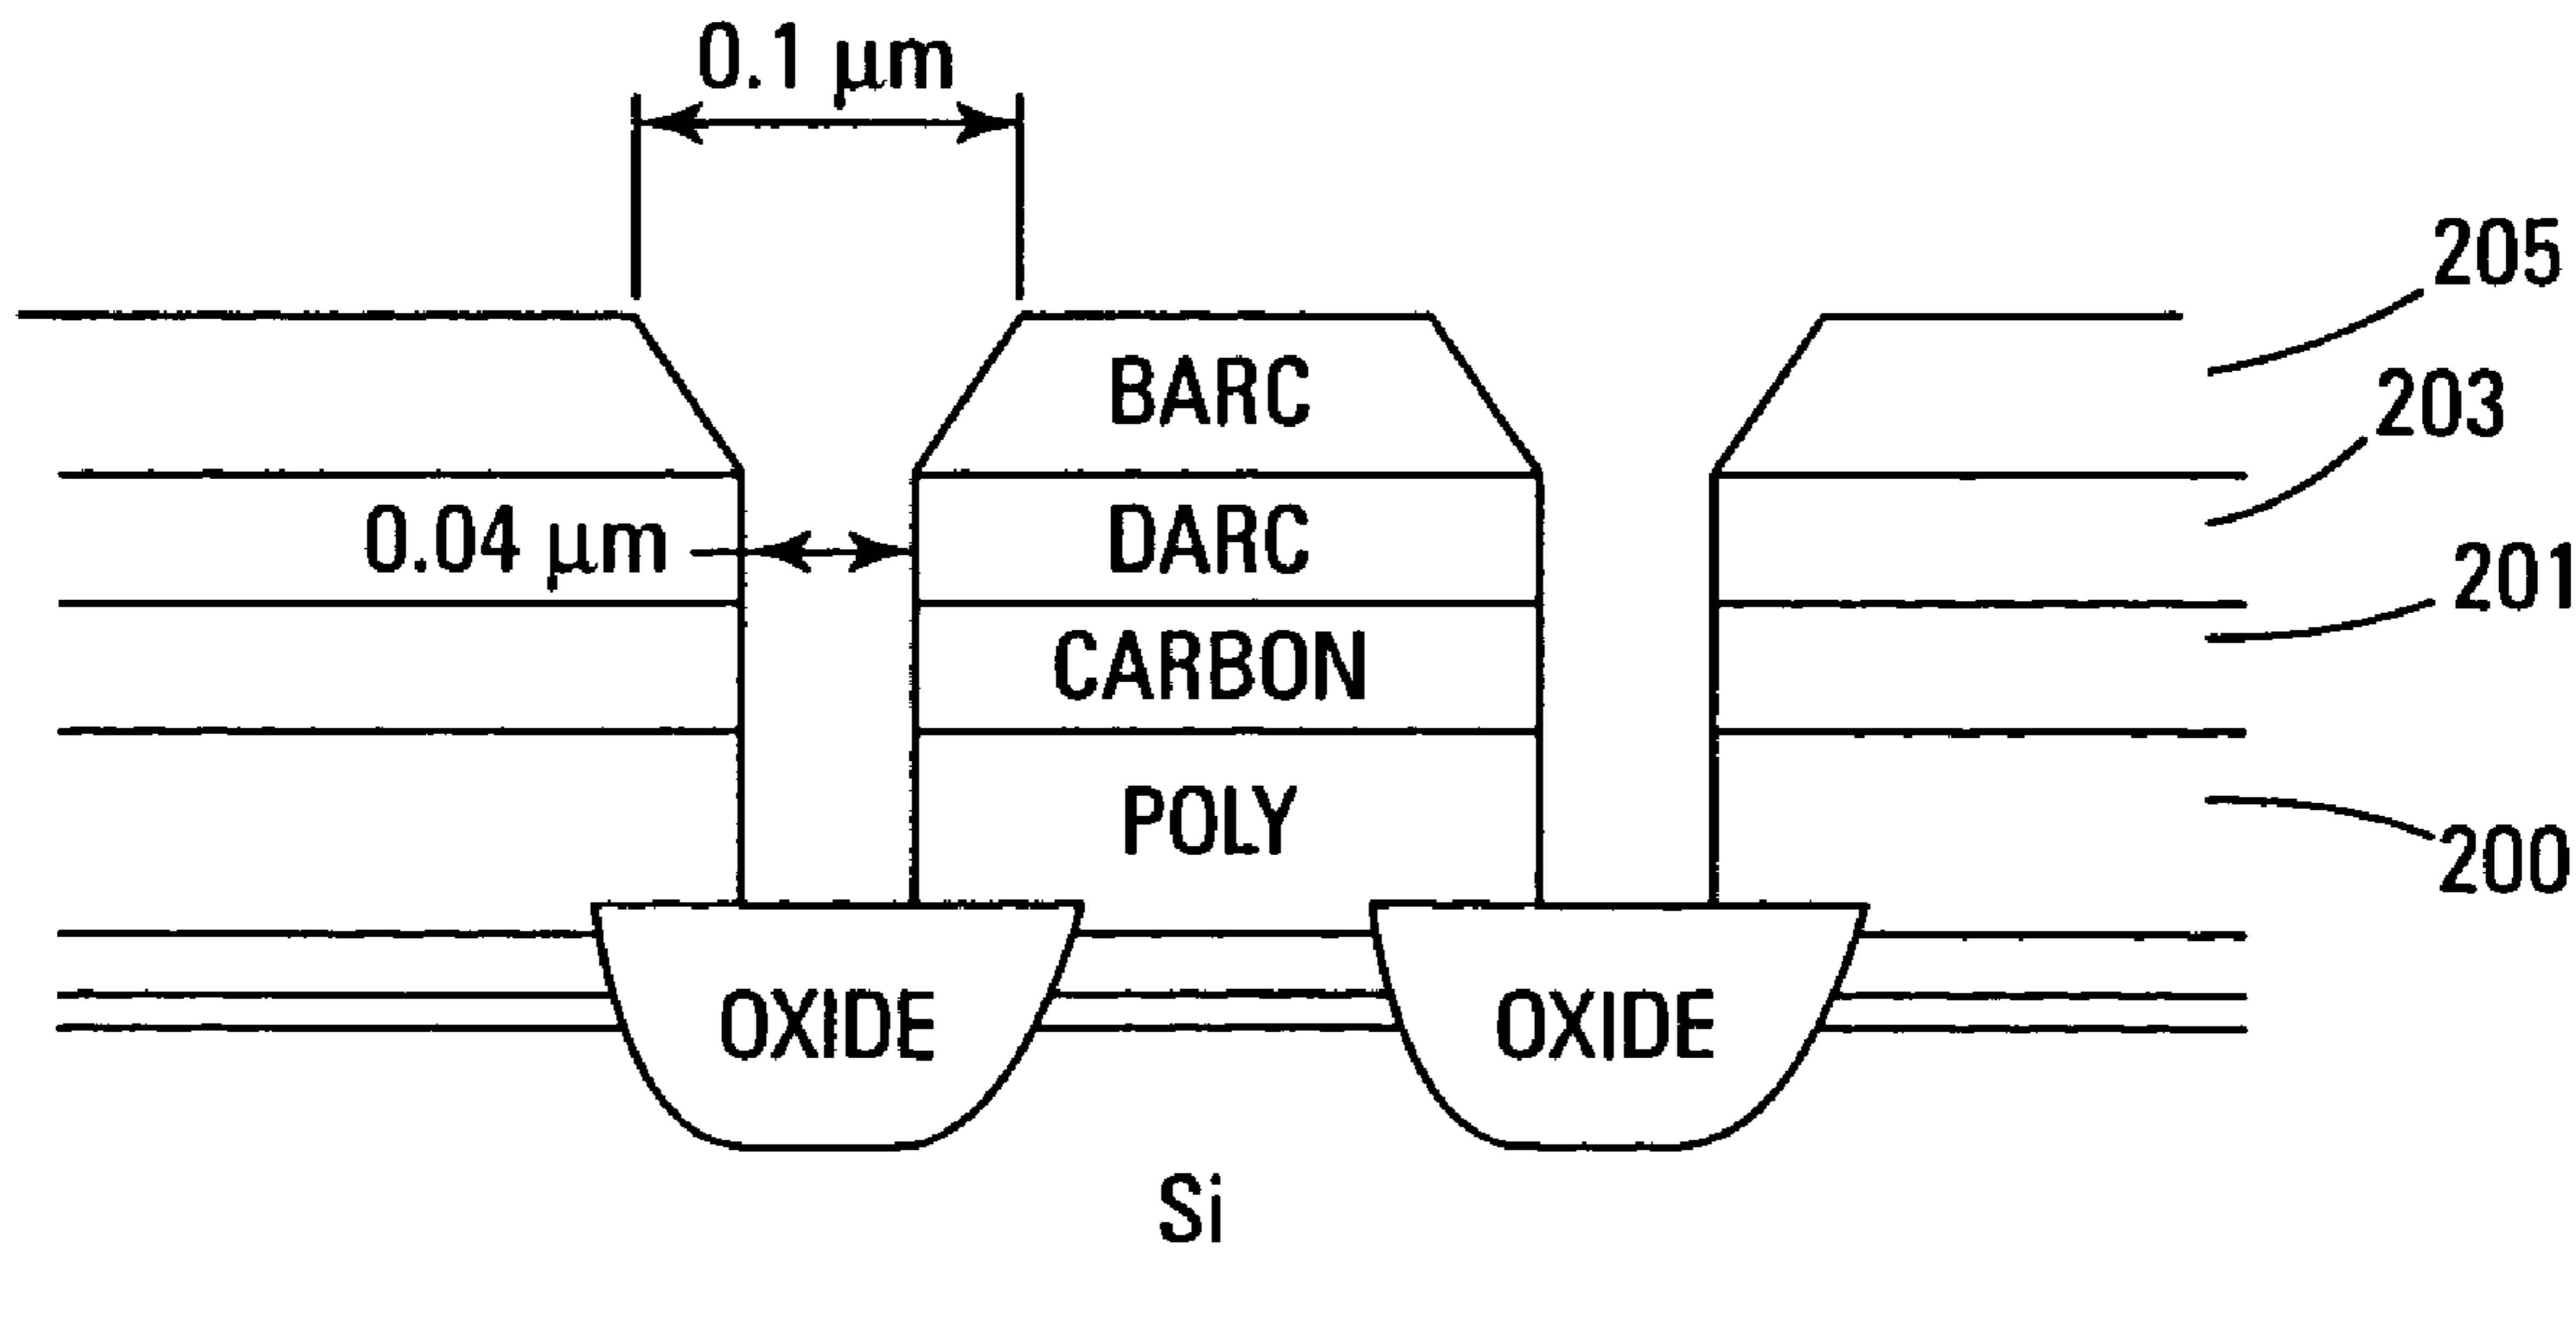 0.1 µm
205
BARC
203
0.04 µm
DARC
201
CARBON
POLY
200
OXIDE
OXIDE
Si